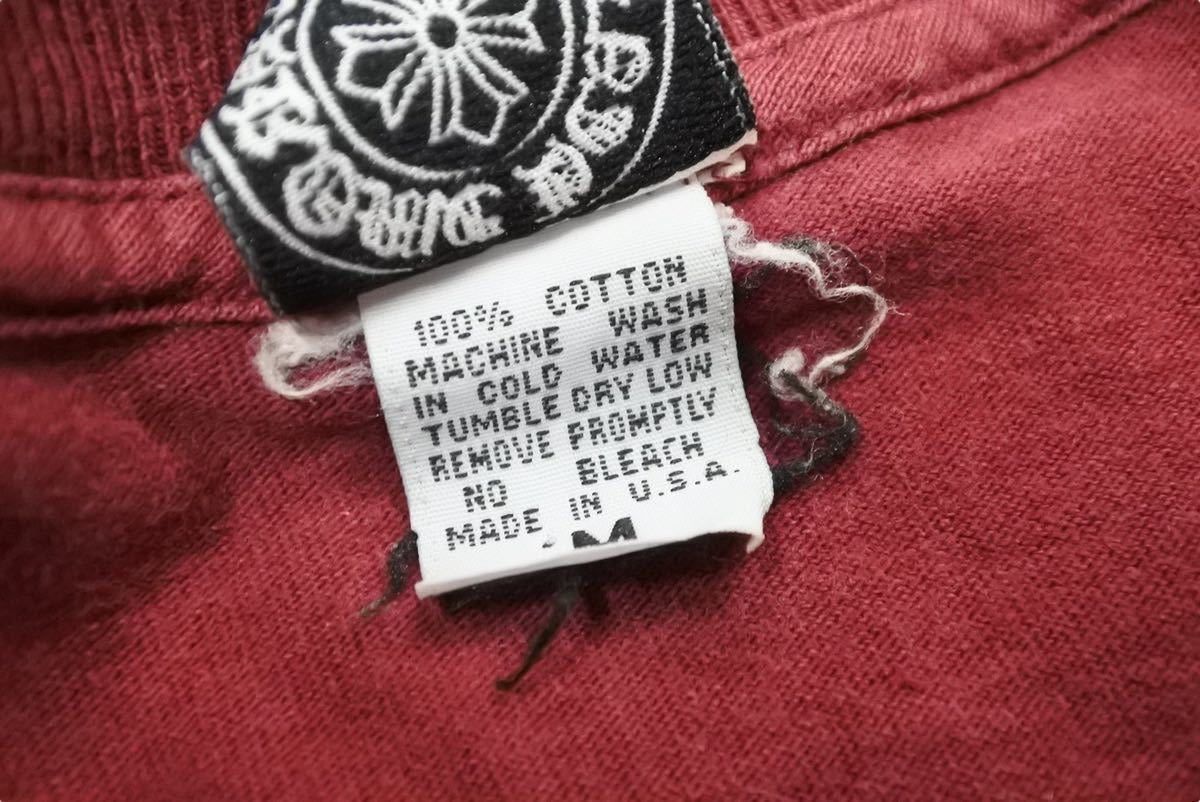 100% COTTON
MACHINE WASH
IN COLD WATER
TUMBLE DRY LOW
REMOVE PROMPTLY
NO BLEACH
MADE IN U.S.A.
M